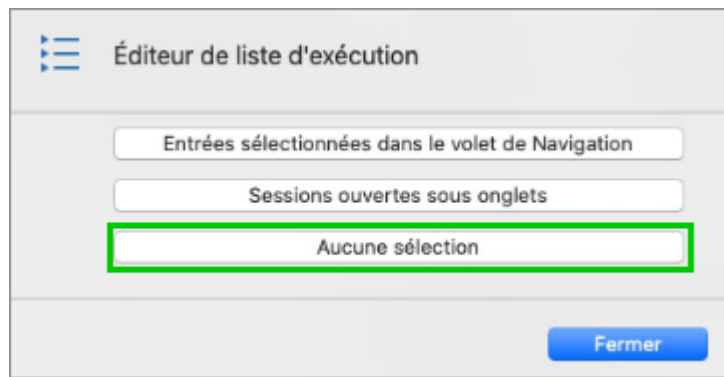 Éditeur de liste d'exécution
Entrées sélectionnées dans le volet de Navigation
Sessions ouvertes sous onglets
Aucune sélection
Fermer